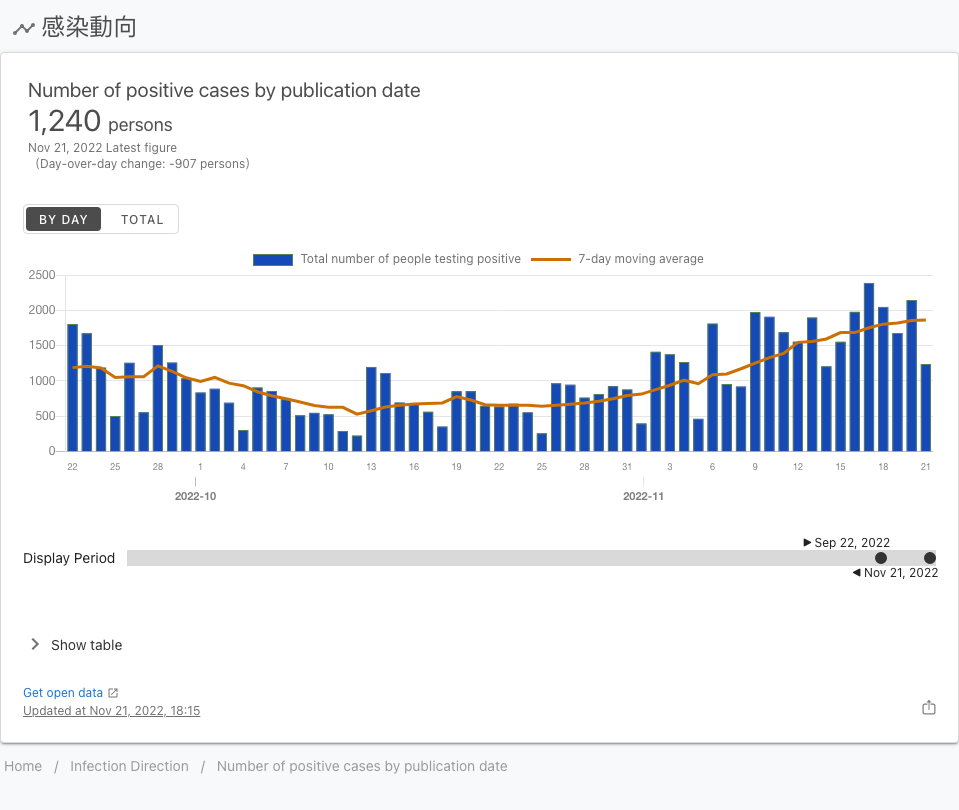 感染動向
Number of positive cases by publication date
1,240 persons
Nov 21, 2022 Latest figure
(Day-over-day change: -907 persons)
BY DAY TOTAL
Total number of people testing positive 7-day moving average
2500
2000
1500
1000
500
0
22 25 28 1 4 7 10 13 16 19 22 25 28 31 3 6 9 12 15 18 21
2022-10 2022-11
Sep 22, 2022
Display Period
Nov 21, 2022
Show table
Get open data
Updated at Nov 21, 2022, 18:15
Home / Infection Direction / Number of positive cases by publication date